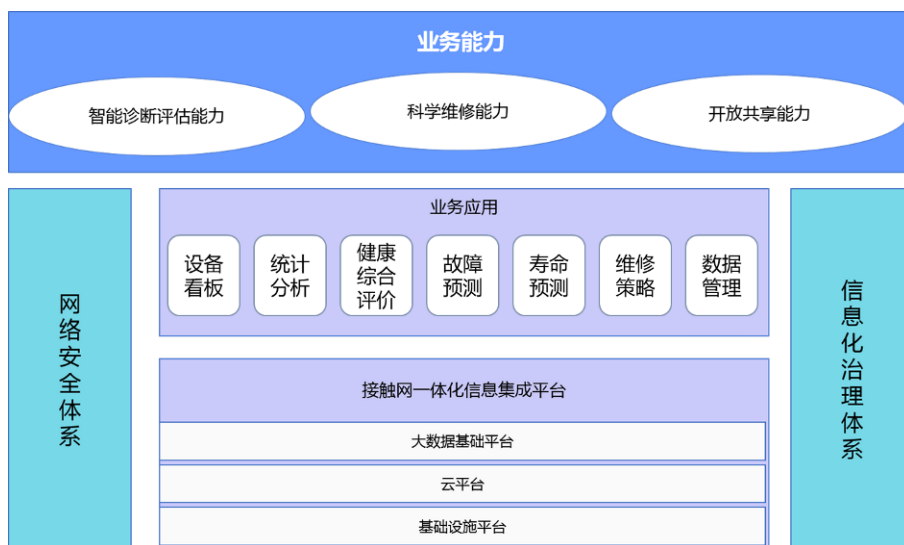 业务能力
智能诊断评估能力
科学维修能力
开放共享能力
网络安全体系
业务应用
设备
看板
统计
分析
健康
综合
评价
故障
预测
寿命
预测
维修
策略
数据
管理
接触网一体化信息集成平台
大数据基础平台
云平台
基础设施平台
信息化治理体系